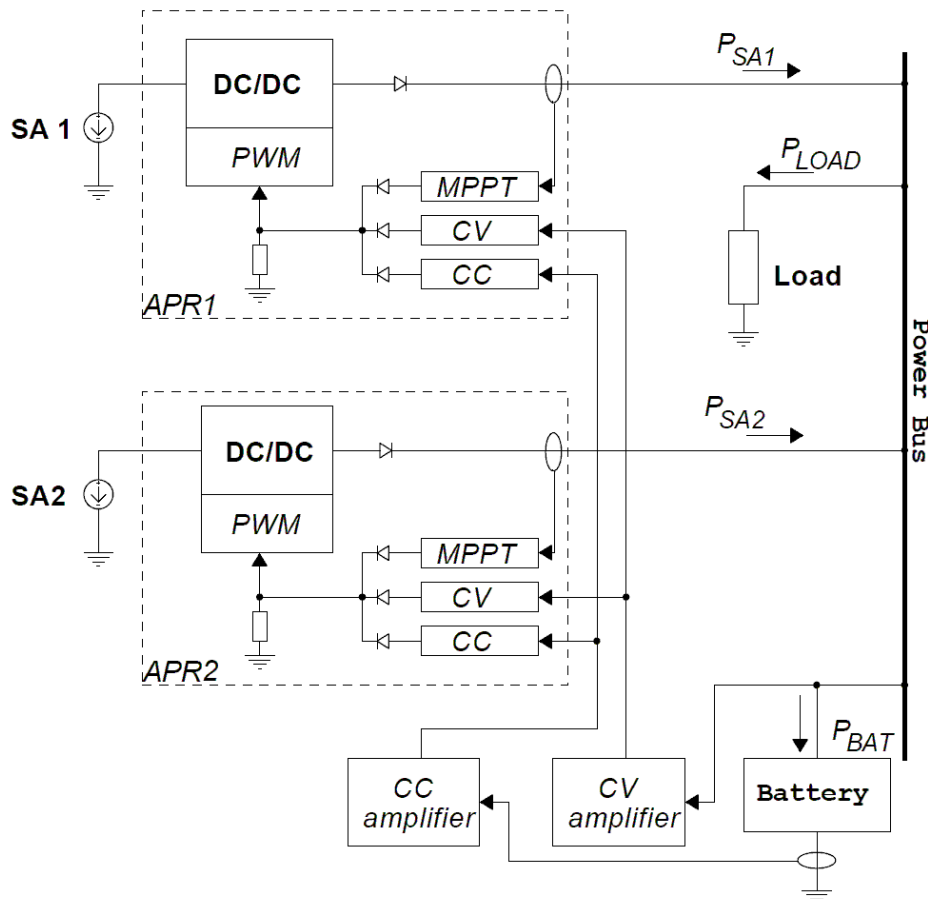 P_SA1
DC/DC
SA 1
PWM
P_LOAD
MPPT
CV
CC
Load
APR1
Power Bus
P_SA2
DC/DC
SA2
PWM
MPPT
CV
CC
APR2
P_BAT
CC
amplifier
CV
amplifier
Battery